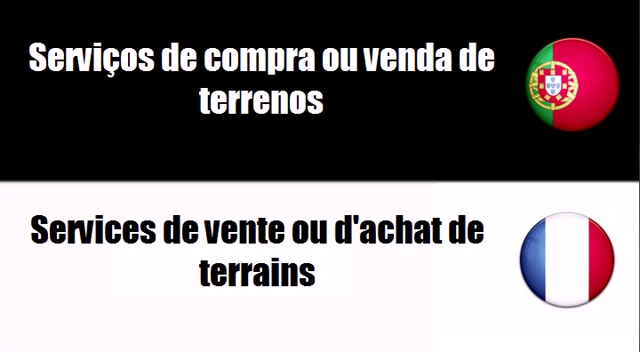 Serviços de compra ou venda de
terrenos
Services de vente ou d'achat de
terrains